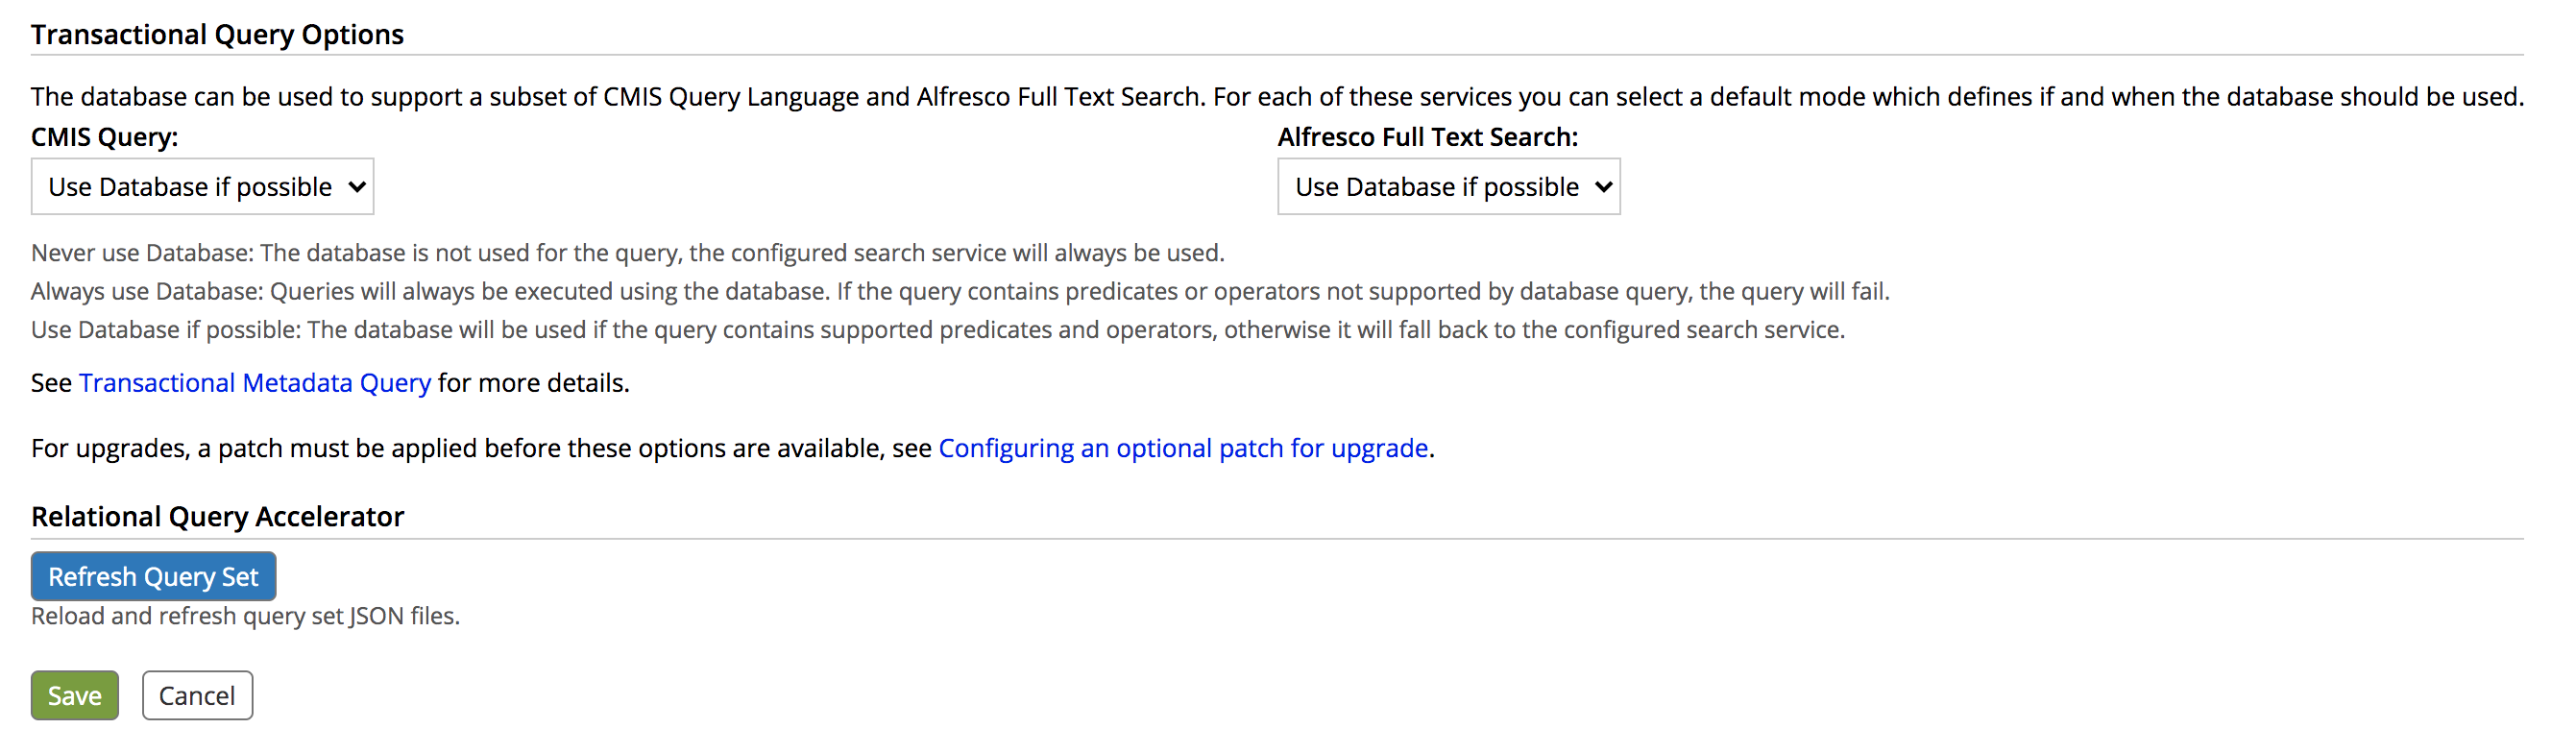 Transactional Query Options
The database can be used to support a subset of CMIS Query Language and Alfresco Full Text Search. For each of these services you can select a default mode which defines if and when the database should be used.
CMIS Query:
Alfresco Full Text Search:
Use Database if possible
Use Database if possible
Never use Database: The database is not used for the query, the configured search service will always be used.
Always use Database: Queries will always be executed using the database. If the query contains predicates or operators not supported by database query, the query will fail.
Use Database if possible: The database will be used if the query contains supported predicates and operators, otherwise it will fall back to the configured search service.
See Transactional Metadata Query for more details.
For upgrades, a patch must be applied before these options are available, see Configuring an optional patch for upgrade.
Relational Query Accelerator
Refresh Query Set
Reload and refresh query set JSON files.
Save
Cancel